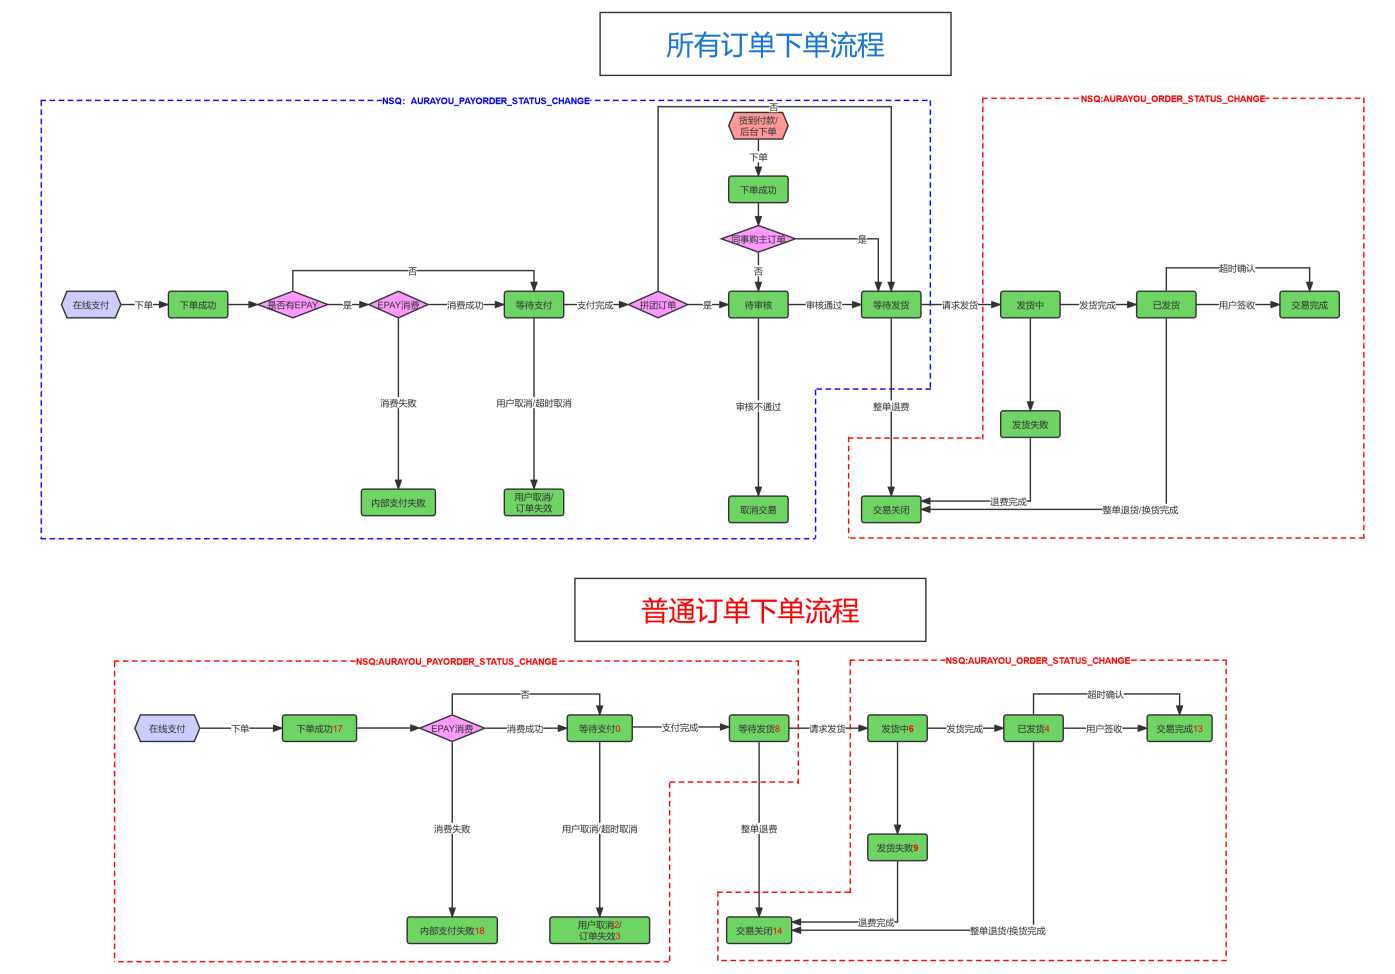 所有订单下单流程
NSQ: AURAYOU_PAYORDER_STATUS_CHANGE
NSQ:AURAYOU_ORDER_STATUS_CHANGE
否
货到付款/
后台下单
下单
下单成功
同事购主订单
是
否
否
超时确认
在线支付
下单
下单成功
是否有EPAY
是
EPAY消费
消费成功
等待支付
支付完成
拼团订单
是
待审核
审核通过
等待发货
请求发货
发货中
发货完成
已发货
用户签收
交易完成
消费失败
用户取消/超时取消
审核不通过
整单退费
发货失败
内部支付失败
用户取消/
订单失效
取消交易
交易关闭
退费完成
整单退货/换货完成
普通订单下单流程
NSQ:AURAYOU_PAYORDER_STATUS_CHANGE
NSQ:AURAYOU_ORDER_STATUS_CHANGE
否
超时确认
在线支付
下单
下单成功17
EPAY消费
消费成功
等待支付0
支付完成
等待发货8
请求发货
发货中6
发货完成
已发货4
用户签收
交易完成13
消费失败
用户取消/超时取消
整单退费
发货失败9
内部支付失败18
用户取消2/
订单失效3
交易关闭14
退费完成
整单退货/换货完成